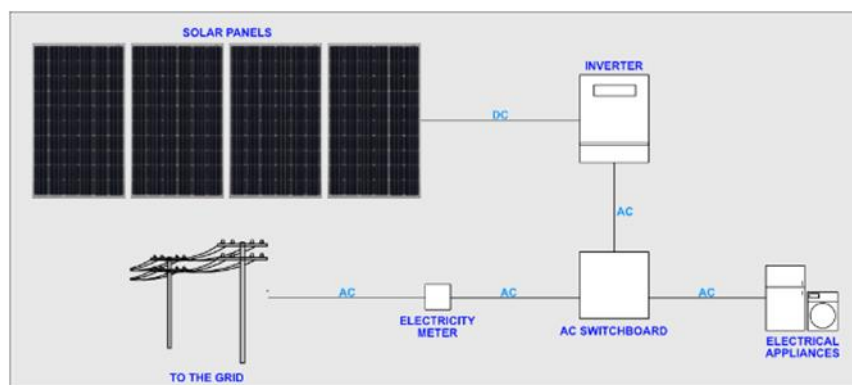 SOLAR PANELS
INVERTER
DC
AC
AC
AC
AC
ELECTRICITY
METER
AC SWITCHBOARD
ELECTRICAL
APPLIANCES
TO THE GRID